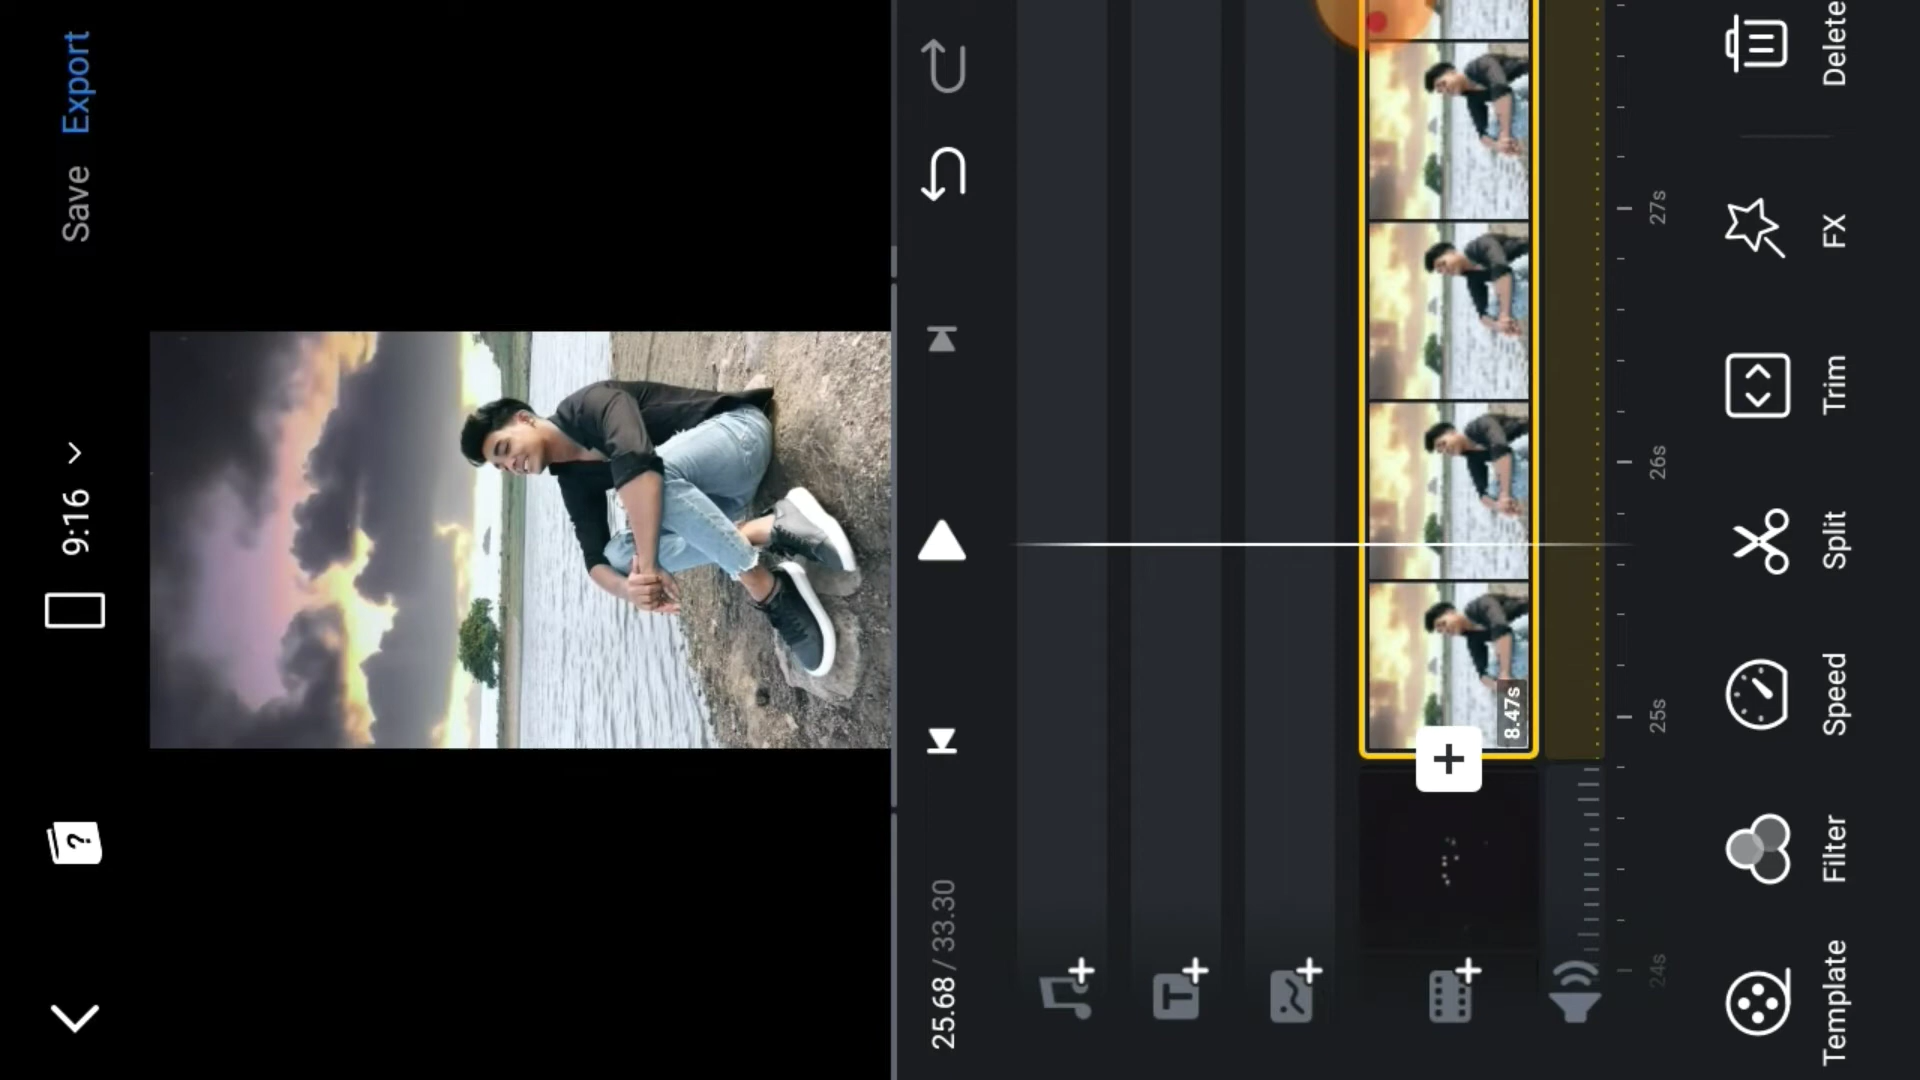 ?
9:16
Save
Export
25.68 / 33.30
8.47s
24s
25s
26s
27s
T
Template
Filter
Speed
Split
Trim
FX
Delete